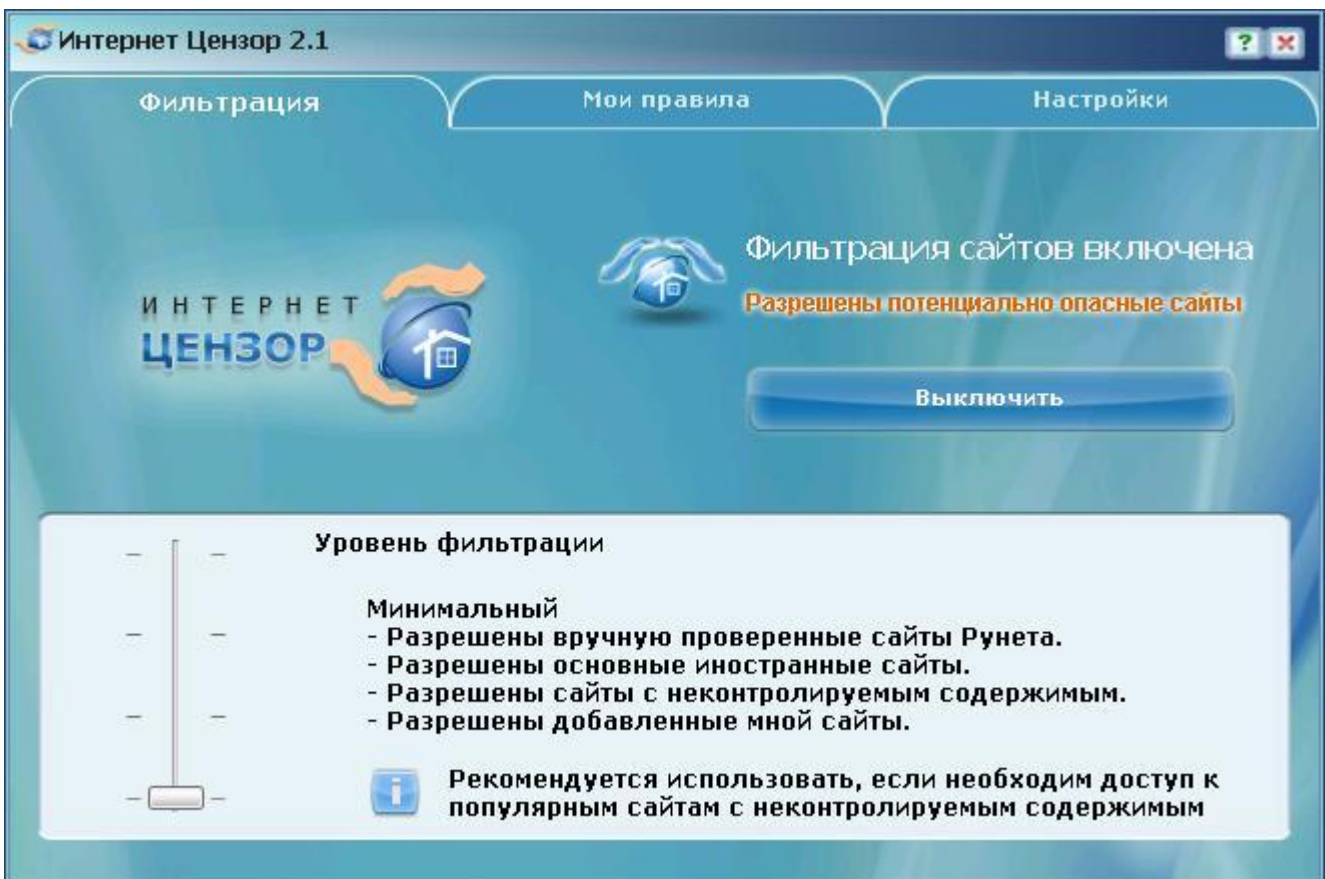 Интернет Цензор 2.1
?
Фильтрация
Мои правила
Настройки
ИНТЕРНЕТ
ЦЕНЗОР
Фильтрация сайтов включена
Разрешены потенциально опасные сайты
Выключить
Уровень фильтрации
Минимальный
- Разрешены вручную проверенные сайты Рунета.
- Разрешены основные иностранные сайты.
- Разрешены сайты с неконтролируемым содержимым.
- Разрешены добавленные мной сайты.
Рекомендуется использовать, если необходим доступ к
популярным сайтам с неконтролируемым содержимым